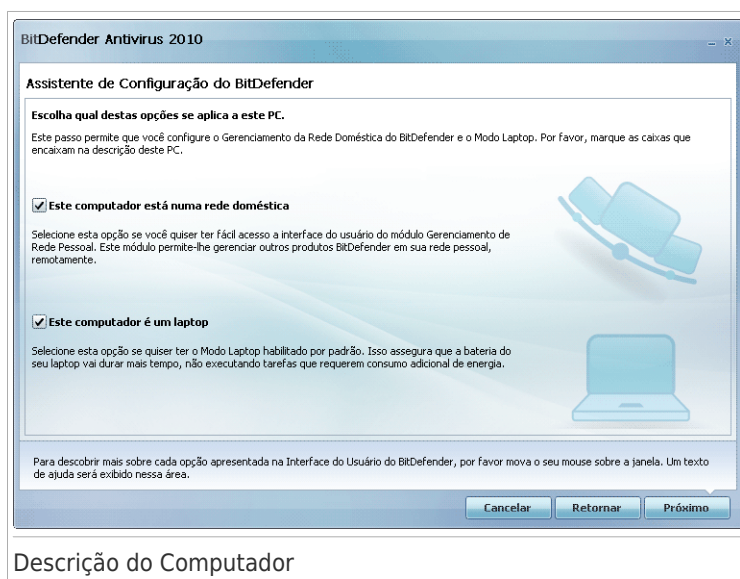 BitDefender Antivirus 2010
Assistente de Configuração do BitDefender
Escolha qual destas opções se aplica a este PC.
Este passo permite que você configure o Gerenciamento da Rede Doméstica do BitDefender e o Modo Laptop. Por favor, marque as caixas que
encaixam na descrição deste PC.
Este computador está numa rede doméstica
Selecione esta opção se você quiser ter fácil acesso a interface do usuário do módulo Gerenciamento de
Rede Pessoal. Este módulo permite-lhe gerenciar outros produtos BitDefender em sua rede pessoal,
remotamente.
Este computador é um laptop
Selecione esta opção se quiser ter o Modo Laptop habilitado por padrão. Isso assegura que a bateria do
seu laptop vai durar mais tempo, não executando tarefas que requerem consumo adicional de energia.
Para descobrir mais sobre cada opção apresentada na Interface do Usuário do BitDefender, por favor mova o seu mouse sobre a janela. Um texto
de ajuda será exibido nessa área.
Cancelar Retornar Próximo
Descrição do Computador